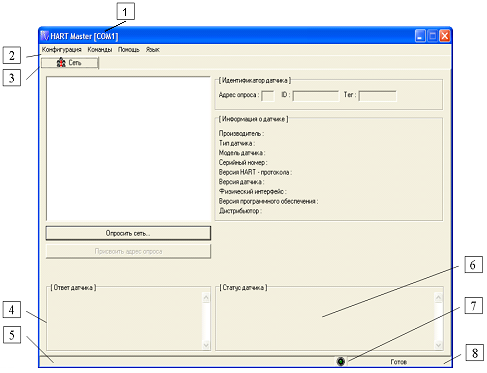 1
HART Master [COM1]
2
Конфигурация Команды Помощь Язык
3
Сеть
[ Идентификатор датчика ]
Адрес опроса : ID : Тег :
[ Информация о датчике ]
Производитель :
Тип датчика :
Модель датчика :
Серийный номер :
Версия HART - протокола :
Версия датчика :
Физический интерфейс :
Версия программного обеспечения :
Дистрибьютор :
Опросить сеть...
Присвоить адрес опроса
6
[ Ответ датчика ] [ Статус датчика ]
4
7
5
Готов
8